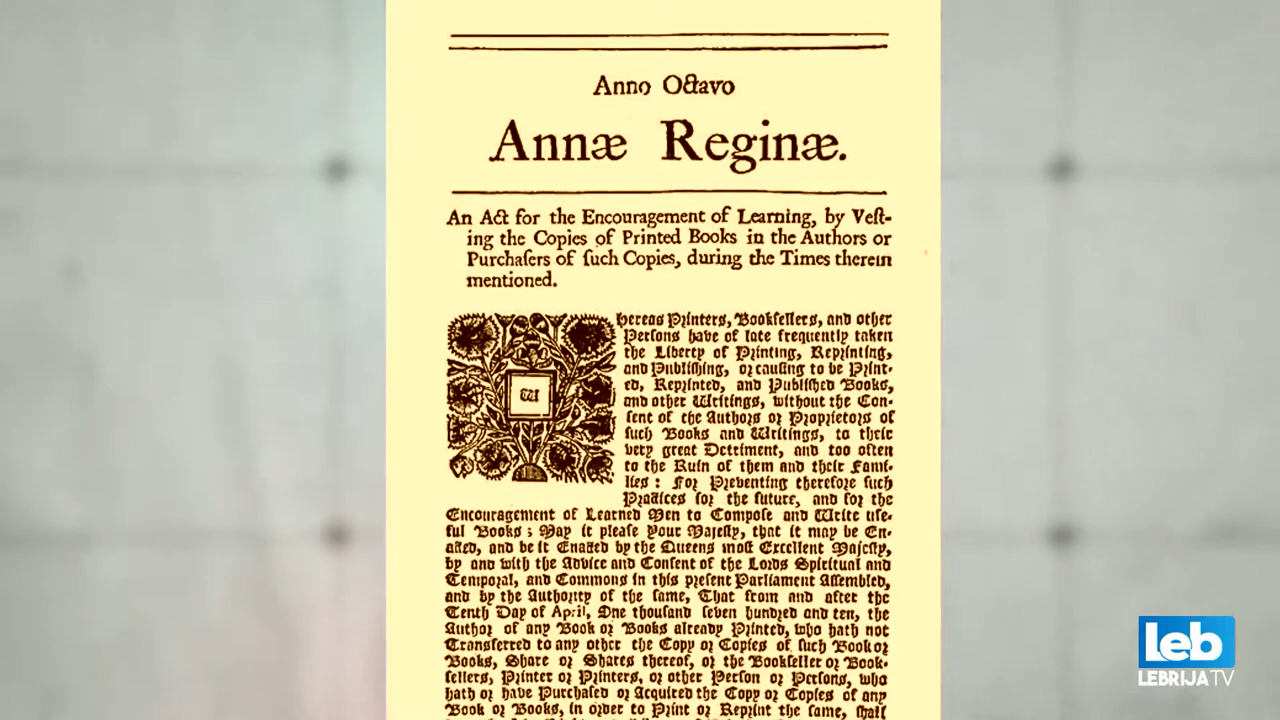 Anno Octavo
Annæ Reginæ.
An Act for the Encouragement of Learning, by Veſt-
ing the Copies of Printed Books in the Authors or
Purchaſers of ſuch Copies, during the Times therein
mentioned.
W
hereas Printers, Bookſellers, and other
Perſons have of late frequently taken
the Liberty of Printing, Reprinting,
and Publiſhing, or cauſing to be Print-
ed, Reprinted, and Publiſhed Books,
and other Writings, without the Con-
ſent of the Authors or Proprietors of
ſuch Books and Writings, to their
very great Detriment, and too often
to the Ruin of them and their Fami-
lies : For Preventing therefore ſuch
Practices for the future, and for the
Encouragement of Learned Men to Compoſe and Write uſe-
ful Books ; May it pleaſe Your Majeſty, that it may be En-
acted, and be it Enacted by the Queens moſt Excellent Majeſty,
by and with the Advice and Conſent of the Lords Spiritual and
Temporal, and Commons in this preſent Parliament Aſſembled,
and by the Authority of the ſame, That from and after the
Tenth Day of April, One thouſand ſeven hundred and ten, the
Author of any Book or Books already Printed, who hath not
Transferred to any other the Copy or Copies of ſuch Book or
Books, Share or Shares thereof, or the Bookſeller or Book-
ſellers, Printer or Printers, or other Perſon or Perſons, who
hath or have Purchaſed or Acquired the Copy or Copies of any
Book or Books, in order to Print or Reprint the ſame, ſhall
leb
LEBRIJA TV